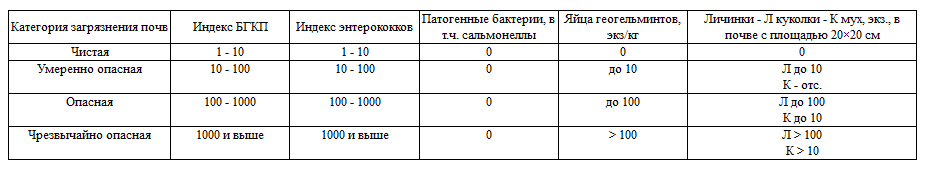 Категория загрязнения почв Индекс БГКП Индекс энтерококков Патогенные бактерии, в т.ч. сальмонеллы Яйца геогельминтов, экз/кг Личинки - Л куколки - К мух, экз., в почве с площадью 20×20 см
Чистая 1 - 10 1 - 10 0 0 0
Умеренно опасная 10 - 100 10 - 100 0 до 10 Л до 10
К - отс.
Опасная 100 - 1000 100 - 1000 0 до 100 Л до 100
К до 10
Чрезвычайно опасная 1000 и выше 1000 и выше 0 > 100 Л > 100
К > 10